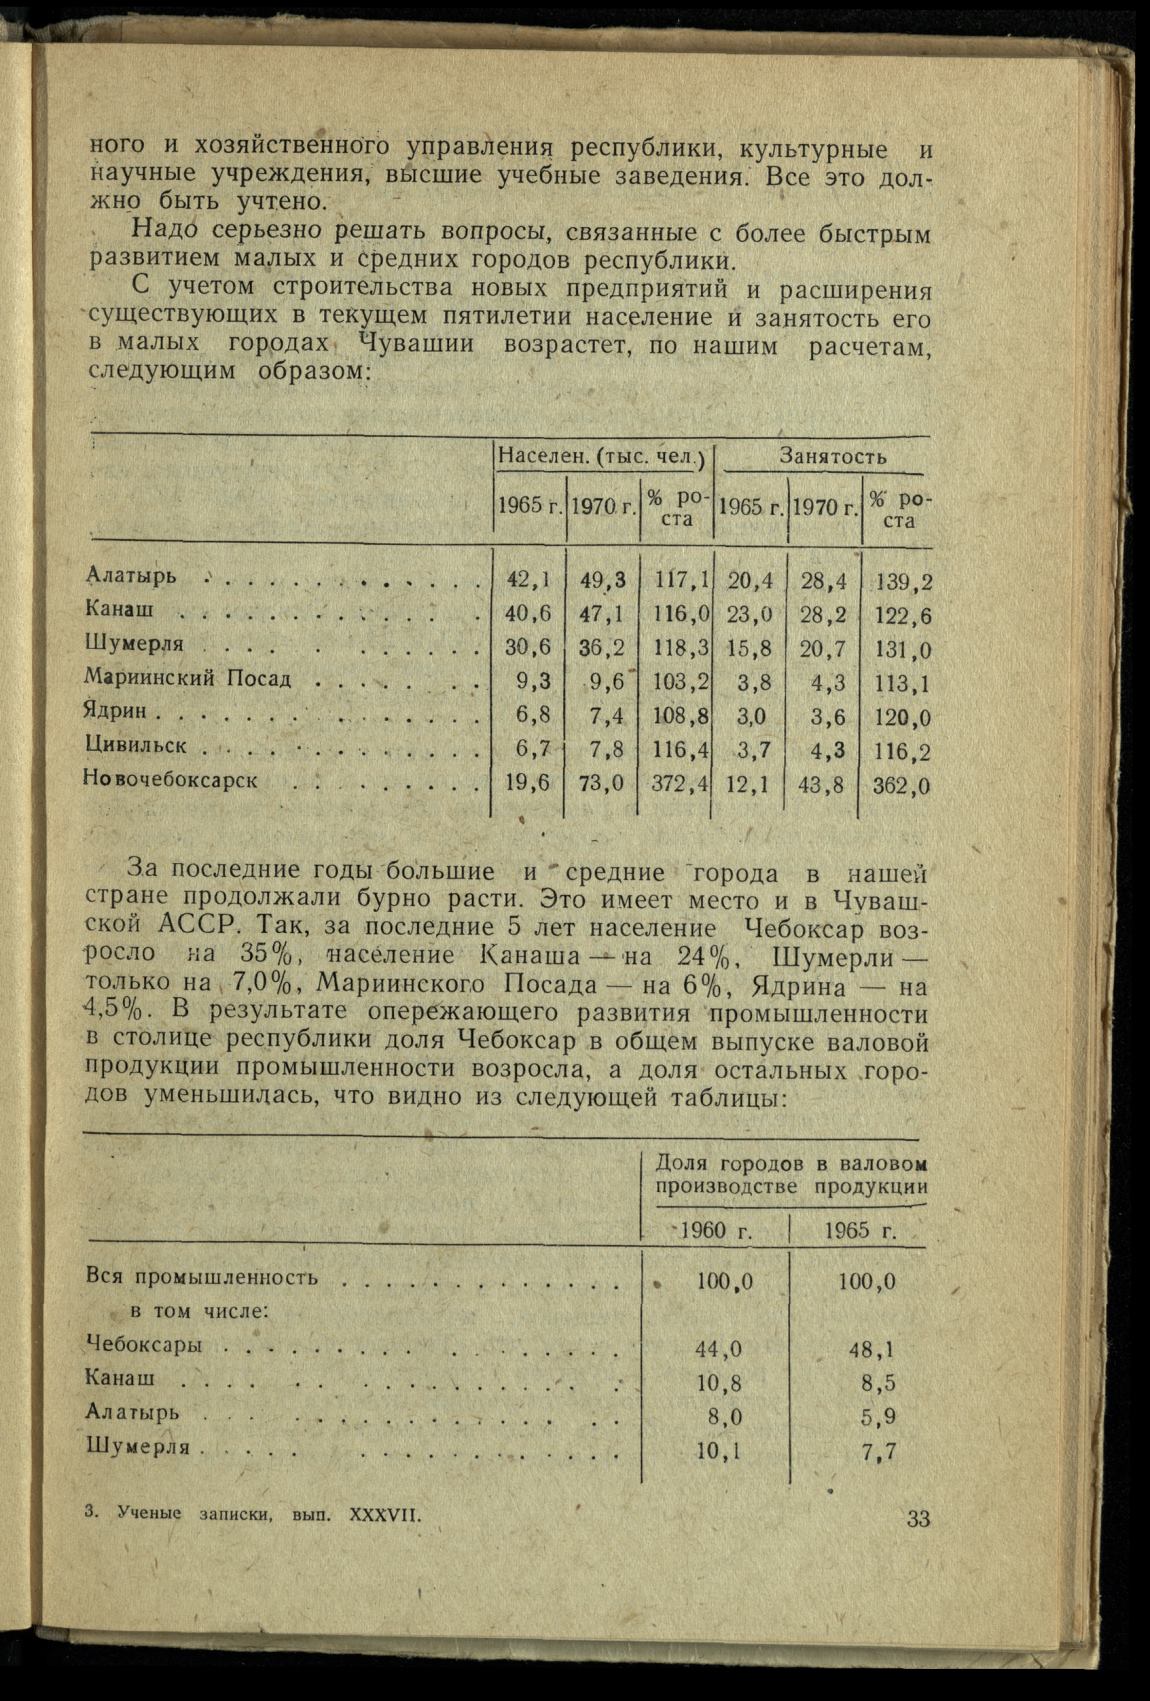 ного и хозяйственного управления республики, культурные и
научные учреждения, высшие учебные заведения. Все это дол-
жно быть учтено.
Надо серьезно решать вопросы, связанные с более быстрым
развитием малых и средних городов республики.
С учетом строительства новых предприятий и расширения
существующих в текущем пятилетии население и занятость его
в малых городах Чувашии возрастет, по нашим расчетам,
следующим образом:
Населен. (тыс. чел.) Занятость
1965 г. 1970 г. % ро-ста 1965 г. 1970 г. % ро-ста
Алатырь . . . . . . . . . . . . . 42,1 49,3 117,1 20,4 28,4 139,2
Канаш . . . . . . . . . . . 40,6 47,1 116,0 23,0 28,2 122,6
Шумерля . . . . . . . . . . . 30,6 36,2 118,3 15,8 20,7 131,0
Мариинский Посад . . . . . . . 9,3 9,6 103,2 3,8 4,3 113,1
Ядрин . . . . . . . . . . . . . 6,8 7,4 108,8 3,0 3,6 120,0
Цивильск . . . . . . . . . . . . . 6,7 7,8 116,4 3,7 4,3 116,2
Новочебоксарск . . . . . . . . 19,6 73,0 372,4 12,1 43,8 362,0
За последние годы большие и средние города в нашей
стране продолжали бурно расти. Это имеет место и в Чуваш-
ской АССР. Так, за последние 5 лет население Чебоксар воз-
росло на 35%, население Канаша — на 24%, Шумерли —
только на 7,0%, Мариинского Посада — на 6%, Ядрина — на
4,5%. В результате опережающего развития промышленности
в столице республики доля Чебоксар в общем выпуске валовой
продукции промышленности возросла, а доля остальных горо-
дов уменьшилась, что видно из следующей таблицы:
Доля городов в валовом
производстве продукции
1960 г. 1965 г.
Вся промышленность . . . . . . . . . . . . . 100,0 100,0
в том числе:
Чебоксары . . . . . . . . . . . . . . . . 44,0 48,1
Канаш . . . . . . . . . . . . . . . 10,8 8,5
Алатырь . . . . . . . . . . . . . . . . 8,0 5,9
Шумерля . . . . . . . . . . . . . . . . . 10,1 7,7
3. Ученые записки, вып. XXXVII. 33